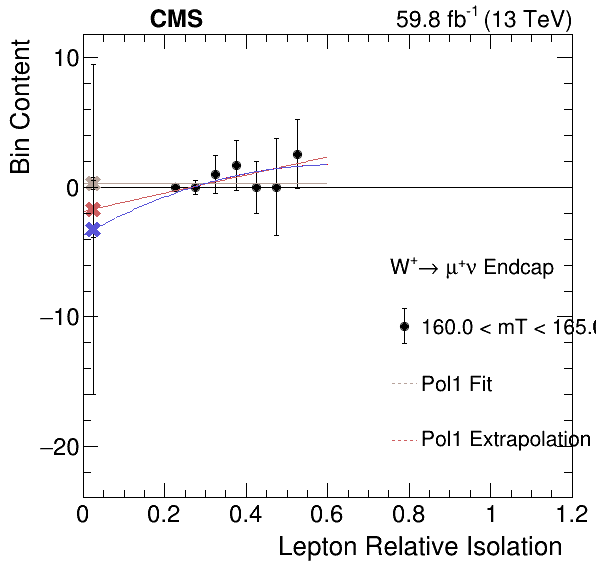 CMS
59.8 fb⁻¹ (13 TeV)
Bin Content
10
0
−10
−20
W⁺→ μ⁺ν Endcap
160.0 < mT < 165.0
Pol1 Fit
Pol1 Extrapolation
0 0.2 0.4 0.6 0.8 1 1.2
Lepton Relative Isolation